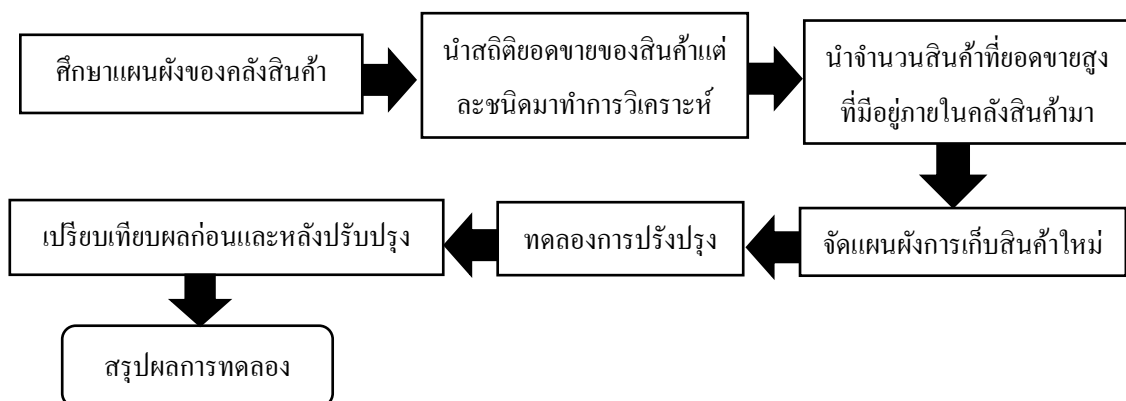 ศึกษาแผนผังของคลังสินค้า
นำสถิติยอดขายของสินค้าแต่
ละชนิดมาทำการวิเคราะห์
นำจำนวนสินค้าที่ยอดขายสูง
ที่มีอยู่ภายในคลังสินค้ามา
จัดแผนผังการเก็บสินค้าใหม่
ทดลองการปรังปรุง
เปรียบเทียบผลก่อนและหลังปรับปรุง
สรุปผลการทดลอง